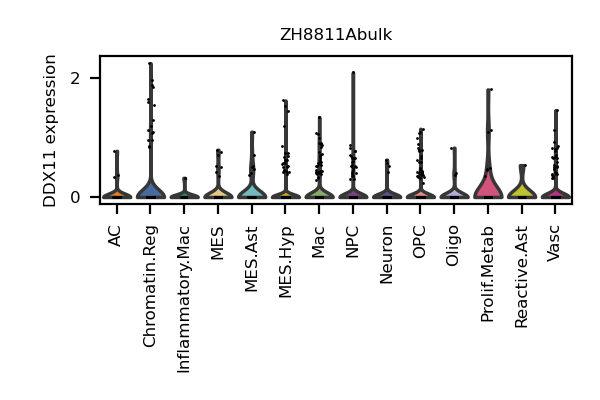 ZH8811Abulk
DDX11 expression
2
0
AC
Chromatin.Reg
Inflammatory.Mac
MES
MES.Ast
MES.Hyp
Mac
NPC
Neuron
OPC
Oligo
Prolif.Metab
Reactive.Ast
Vasc